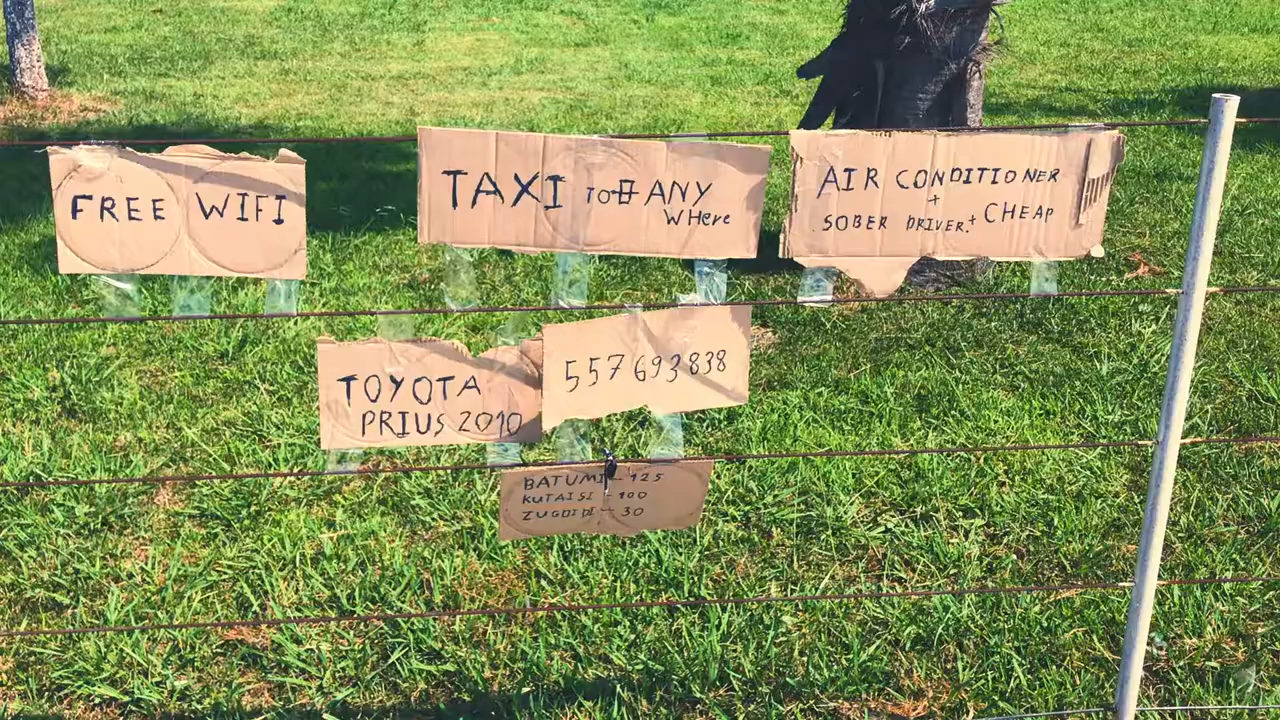 FREE WIFI
TAXI TO ANY
WHere
AIR CONDITIONER
+
SOBER DRIVER + CHEAP
TOYOTA
PRIUS 2010
557693838
BATUMI - 125
KUTAISI - 100
ZUGDIDI - 30